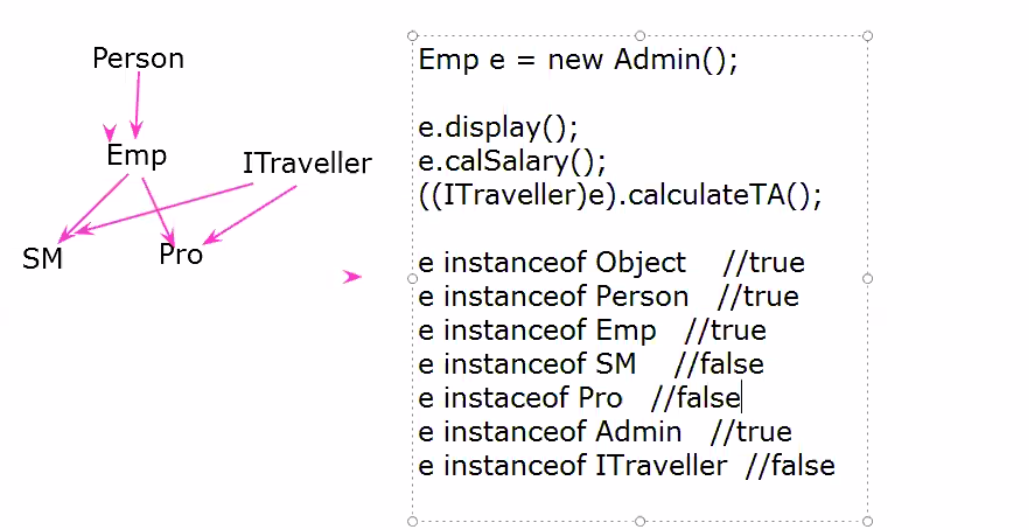 Person
Emp
ITraveller
SM
Pro
Emp e = new Admin();
e.display();
e.calSalary();
((ITraveller)e).calculateTA();
e instanceof Object //true
e instanceof Person //true
e instanceof Emp //true
e instanceof SM //false
e instaceof Pro //false
e instanceof Admin //true
e instanceof ITraveller //false